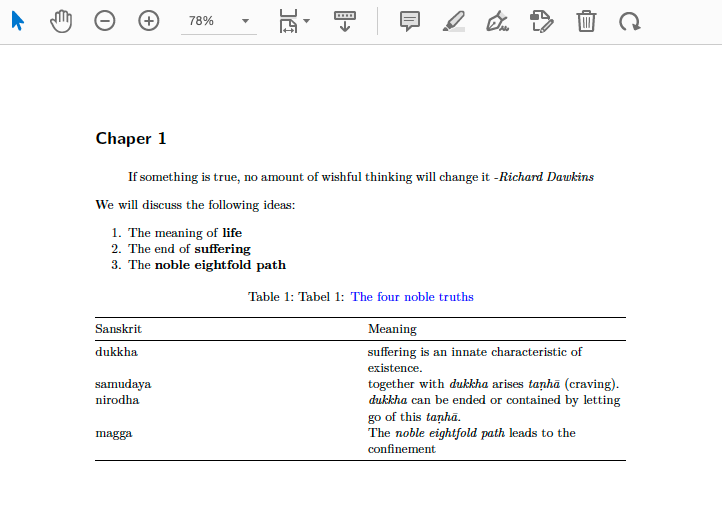 78%
Chaper 1
If something is true, no amount of wishful thinking will change it -Richard Dawkins
We will discuss the following ideas:
1. The meaning of life
2. The end of suffering
3. The noble eightfold path
Table 1: Tabel 1: The four noble truths
Sanskrit Meaning
dukkha suffering is an innate characteristic of
existence.
samudaya together with dukkha arises taṇhā (craving).
nirodha dukkha can be ended or contained by letting
go of this taṇhā.
magga The noble eightfold path leads to the
confinement